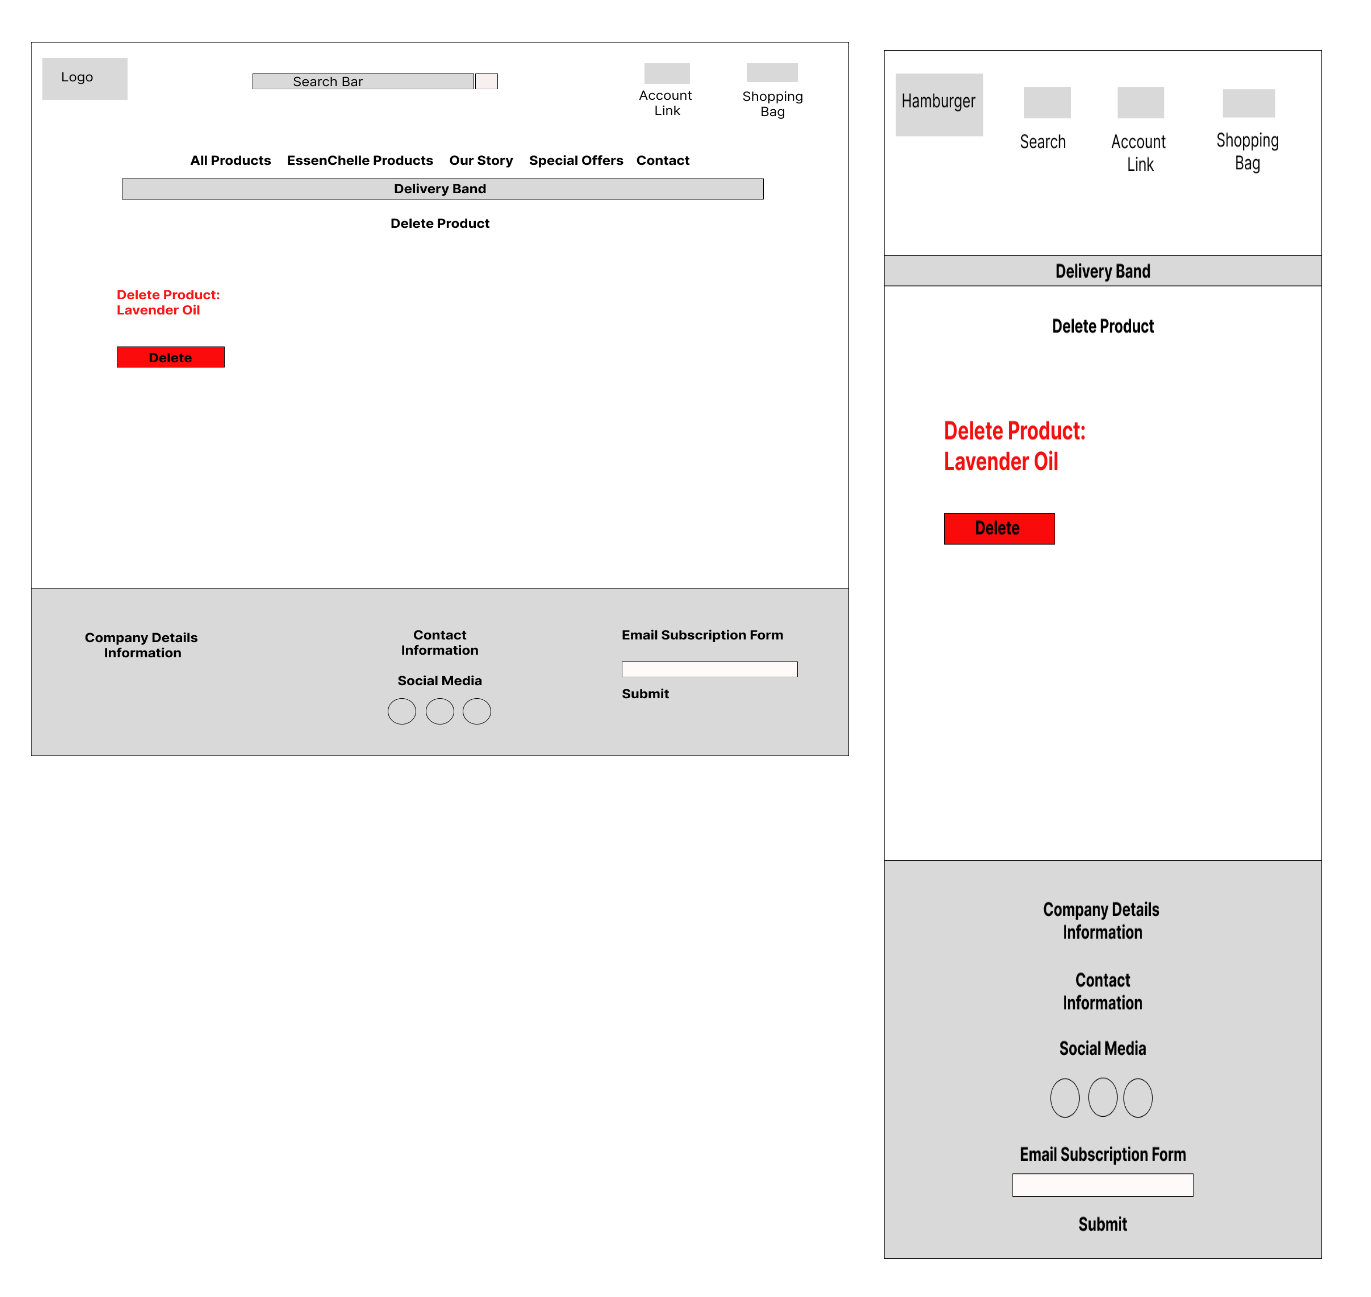 Logo
Search Bar
Account
Link
Shopping
Bag
All Products EssenChelle Products Our Story Special Offers Contact
Delivery Band
Delete Product
Delete Product:
Lavender Oil
Delete
Company Details
Information
Contact
Information
Social Media
Email Subscription Form
Submit
Hamburger
Search
Account
Link
Shopping
Bag
Delivery Band
Delete Product
Delete Product:
Lavender Oil
Delete
Company Details
Information
Contact
Information
Social Media
Email Subscription Form
Submit